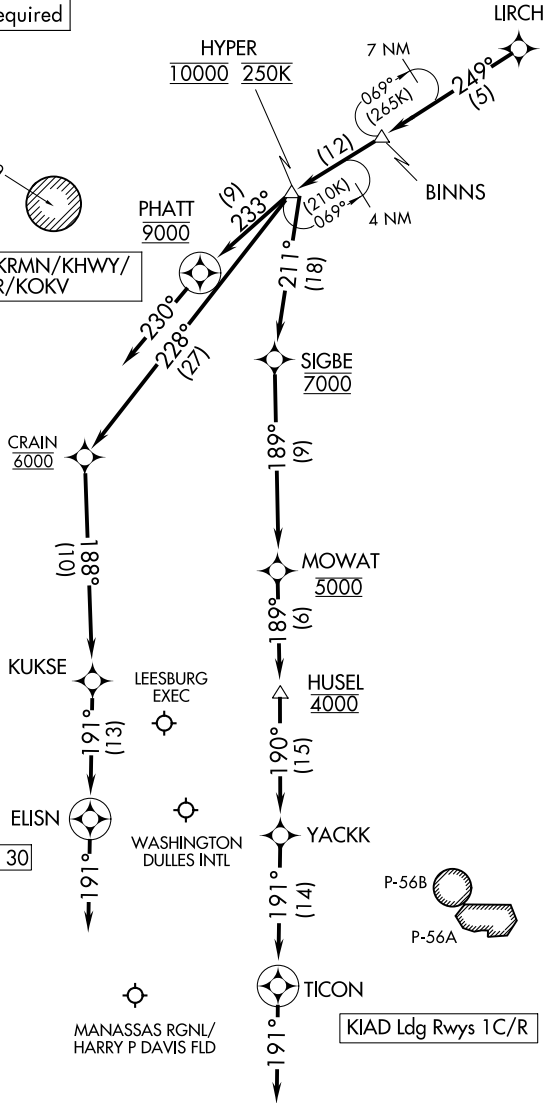 equired
LIRCH
HYPER
10000 250K
7 NM
069°
(265K)
249°
(5)
(12)
BINNS
(9)
233°
(210K)
069°
4 NM
PHATT
9000
KRMN/KHWY/
R/KOKV
211°
(18)
230°
228°
(27)
SIGBE
7000
CRAIN
6000
189°
(9)
188°
(10)
MOWAT
5000
189°
(6)
KUKSE
LEESBURG
EXEC
HUSEL
4000
191°
(13)
190°
(15)
ELISN
WASHINGTON
DULLES INTL
YACKK
30
191°
191°
(14)
P-56B
P-56A
TICON
MANASSAS RGNL/
HARRY P DAVIS FLD
KIAD Ldg Rwys 1C/R
191°